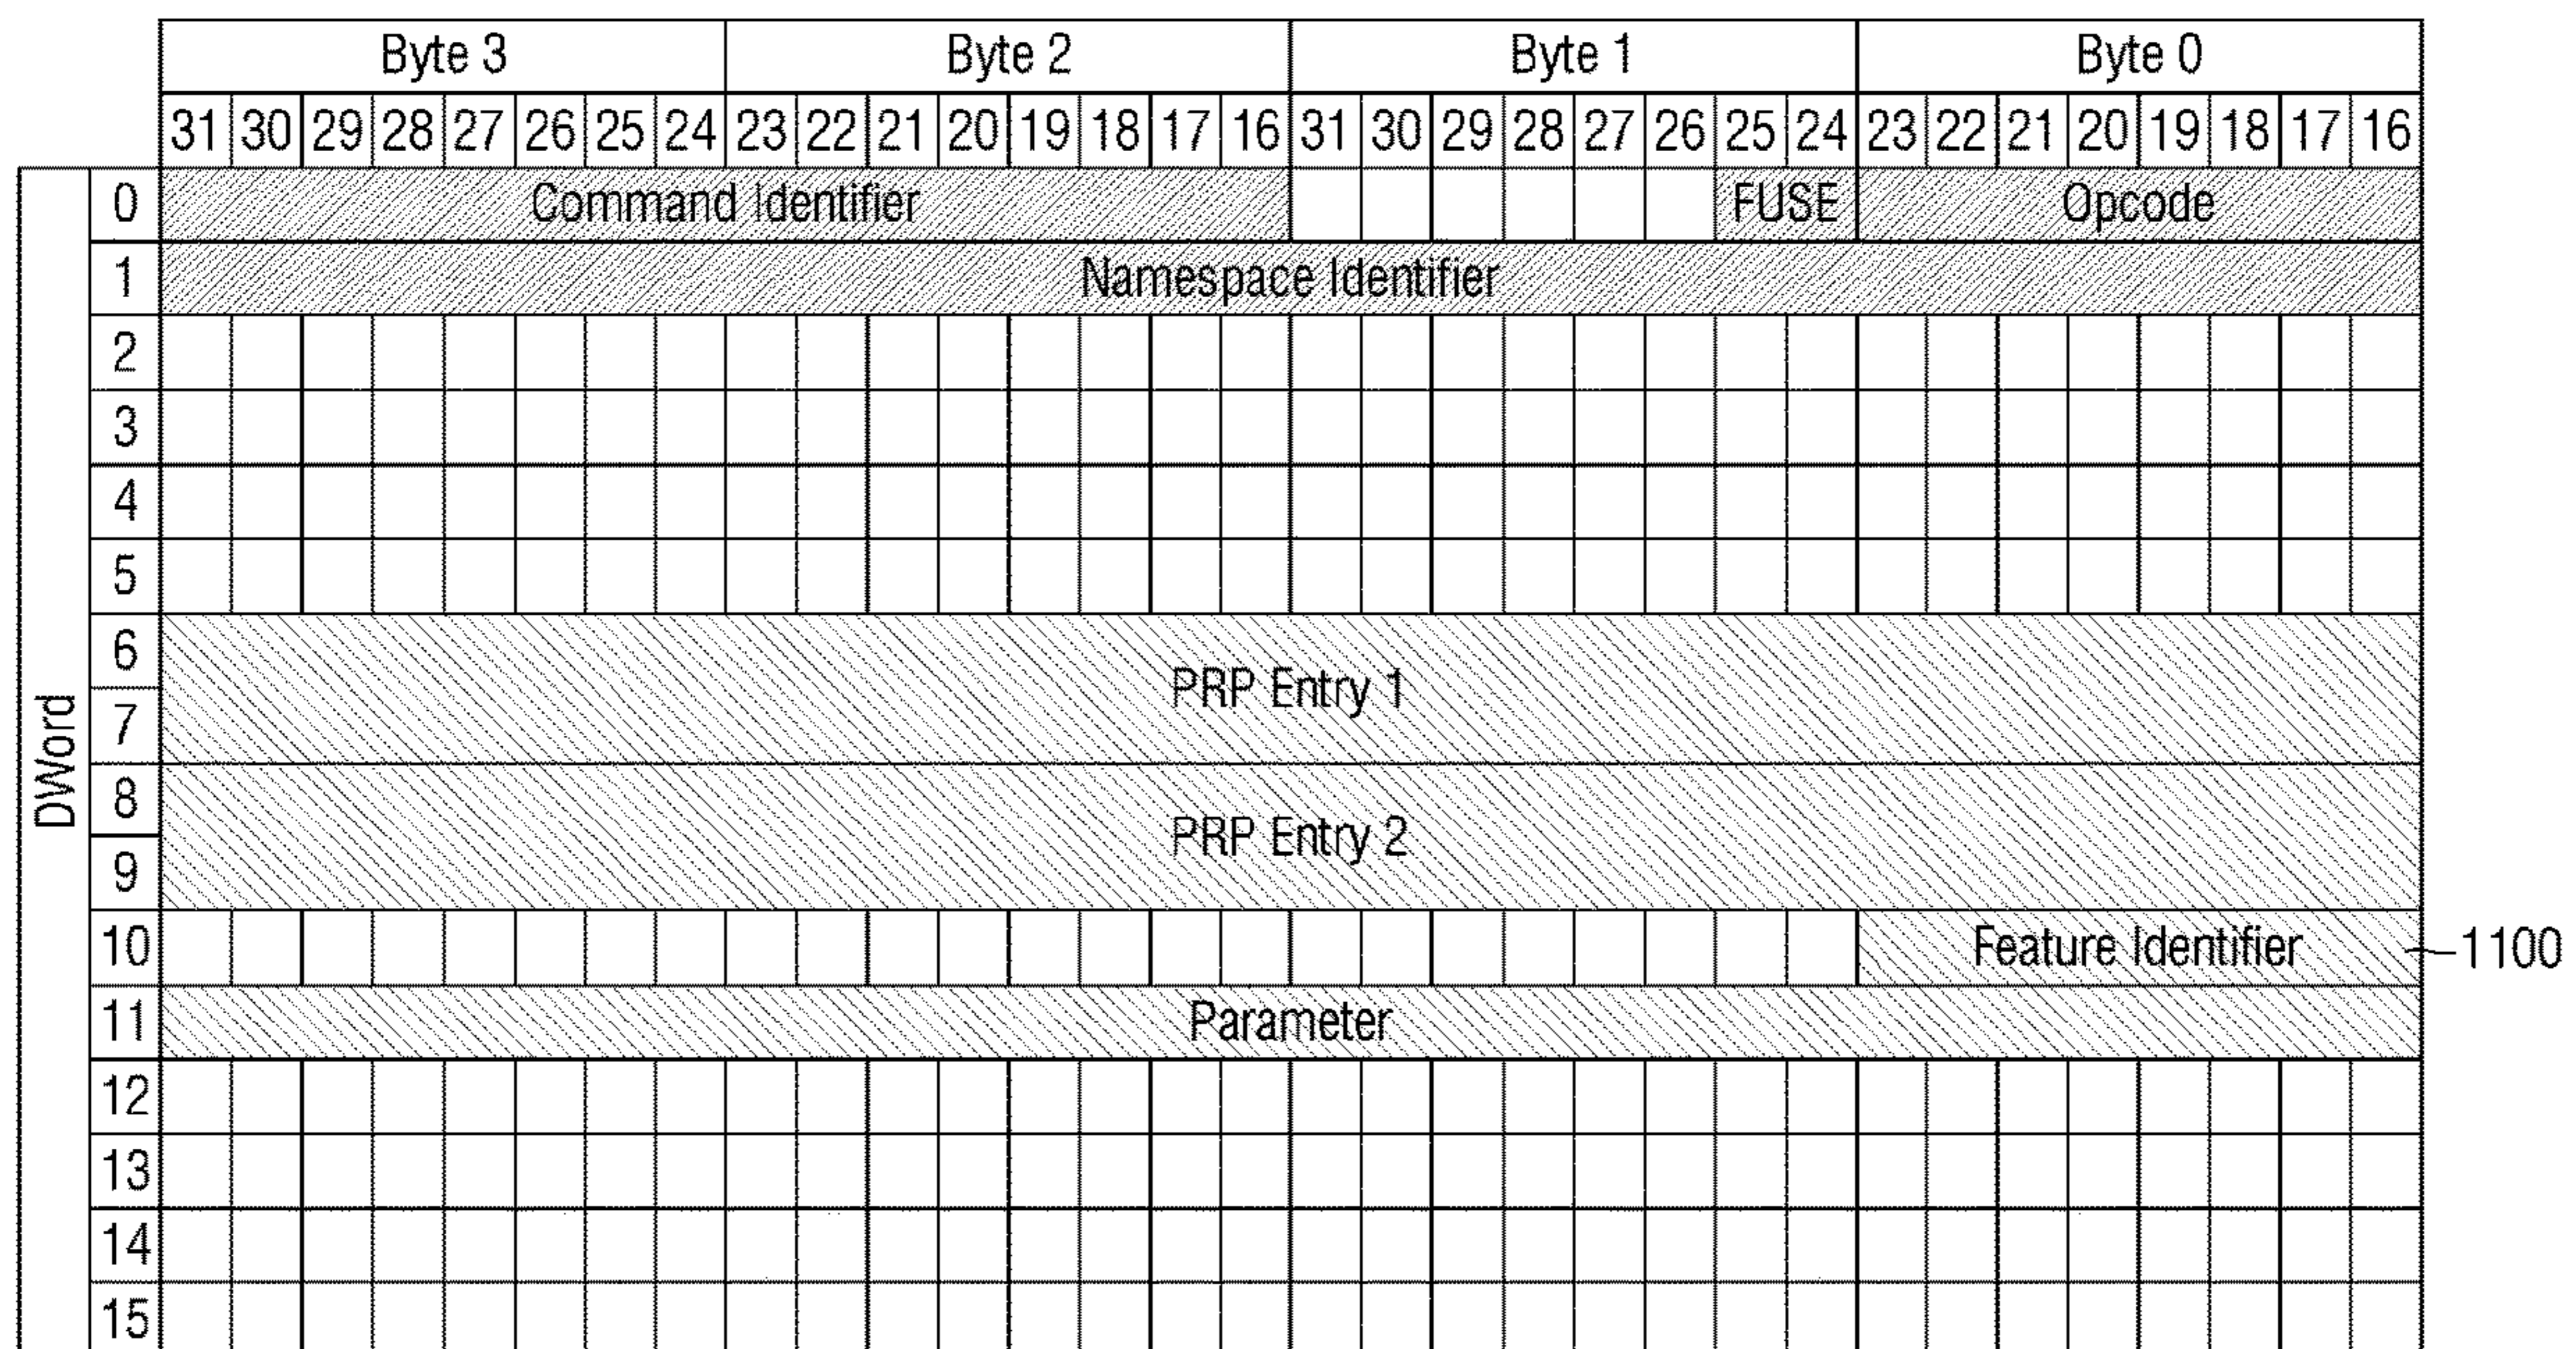 Byte 3 Byte 2 Byte 1 Byte 0
31 30 29 28 27 26 25 24 23 22 21 20 19 18 17 16 31 30 29 28 27 26 25 24 23 22 21 20 19 18 17 16
DWord
0 Command Identifier FUSE Opcode
1 Namespace Identifier
2
3
4
5
6
PRP Entry 1
7
8
PRP Entry 2
9
10 Feature Identifier 1100
11 Parameter
12
13
14
15